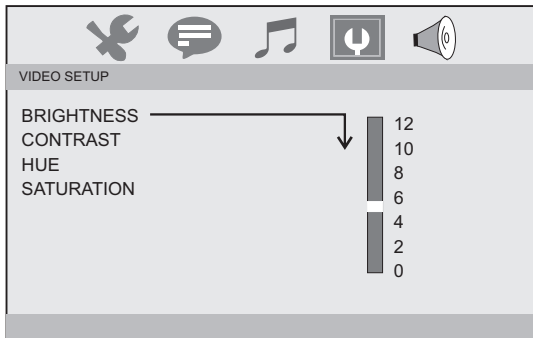 VIDEO SETUP
BRIGHTNESS
CONTRAST
HUE
SATURATION
12
10
8
6
4
2
0